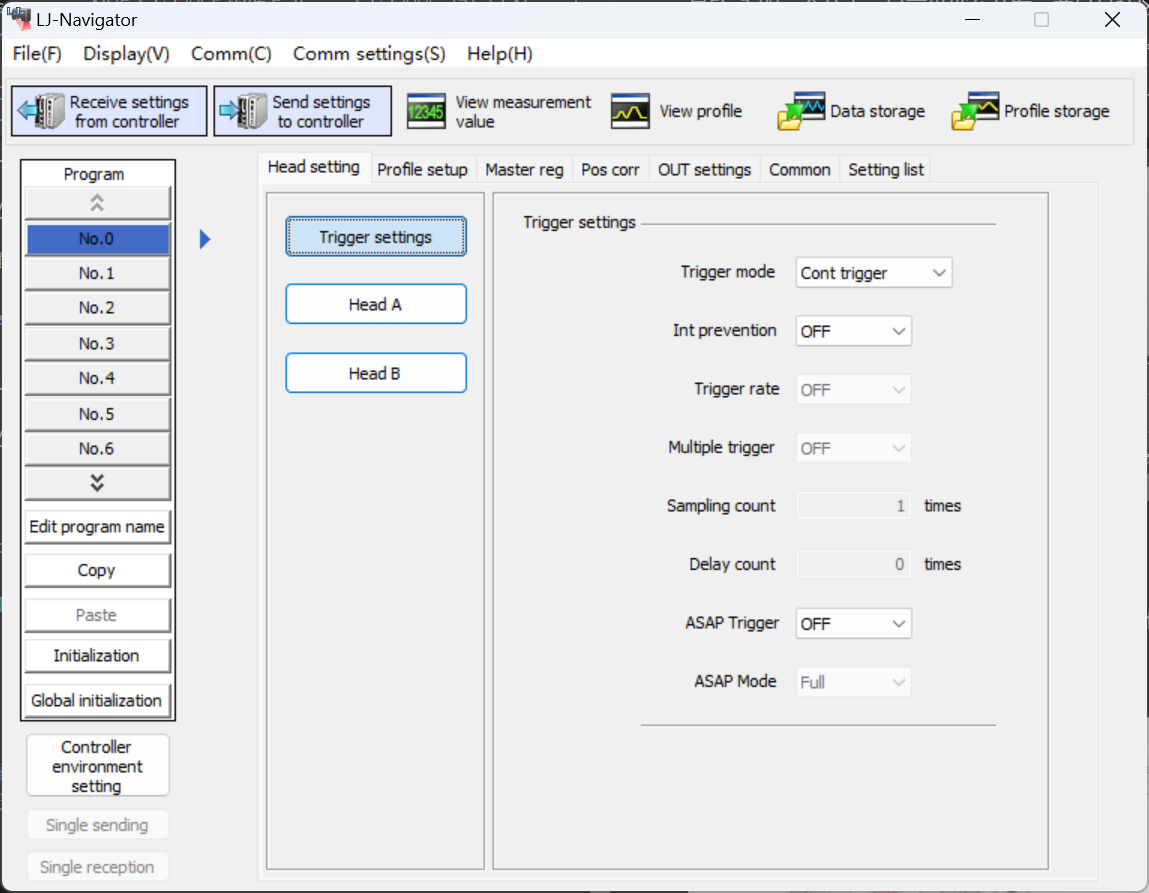 LJ-Navigator
File(F) Display(V) Comm(C) Comm settings(S) Help(H)
Receive settings
from controller
Send settings
to controller
12345
View measurement
value
View profile
Data storage
Profile storage
Program
No.0
No.1
No.2
No.3
No.4
No.5
No.6
Edit program name
Copy
Paste
Initialization
Global initialization
Controller
environment
setting
Single sending
Single reception
Head setting Profile setup Master reg Pos corr OUT settings Common Setting list
Trigger settings
Head A
Head B
Trigger settings
Trigger mode Cont trigger
Int prevention OFF
Trigger rate OFF
Multiple trigger OFF
Sampling count 1 times
Delay count 0 times
ASAP Trigger OFF
ASAP Mode Full